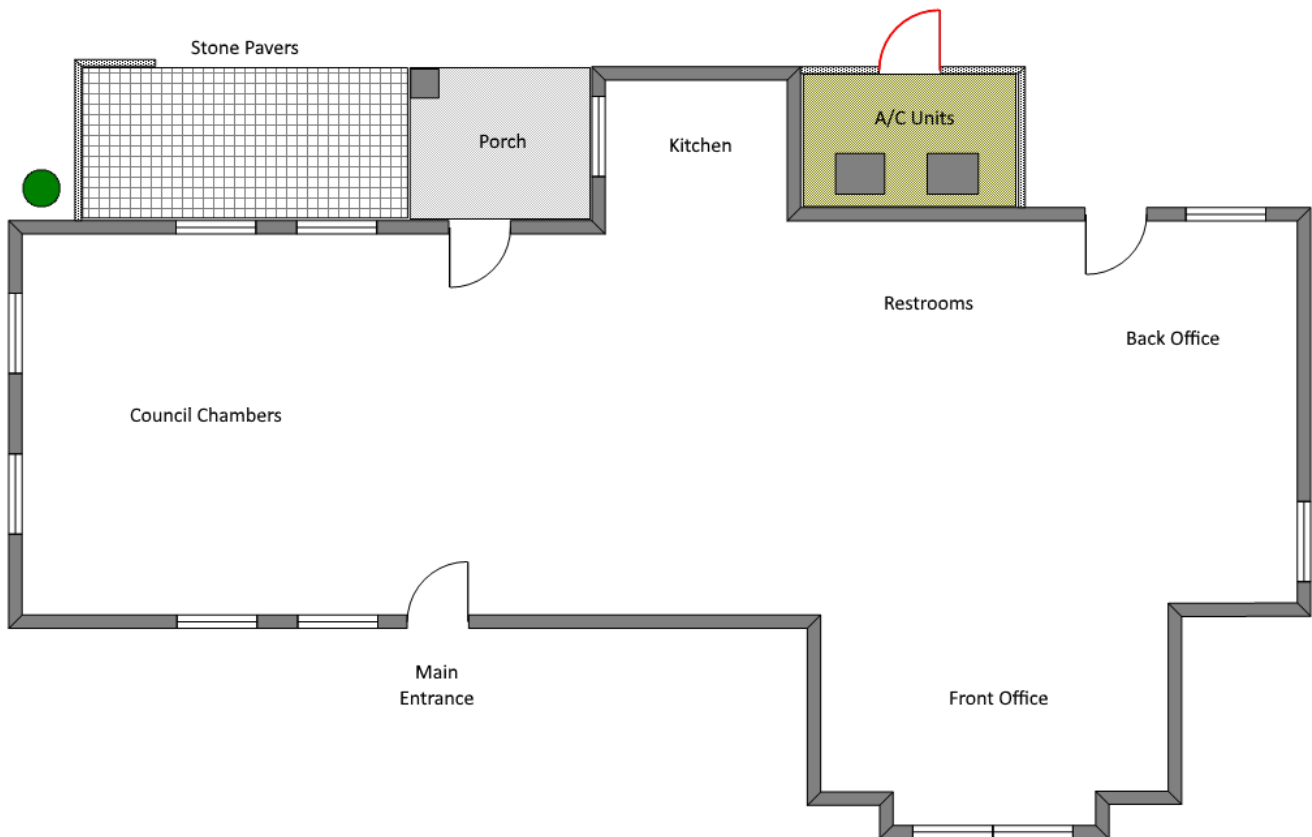 Stone Pavers
A/C Units
Porch
Kitchen
Restrooms
Back Office
Council Chambers
Main
Entrance
Front Office